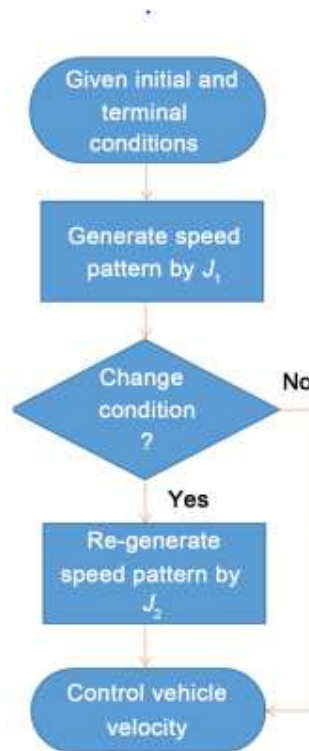 Given initial and
terminal
conditions
Generate speed
pattern by J₁
Change
condition
?
No
Yes
Re-generate
speed pattern by
J₂
Control vehicle
velocity